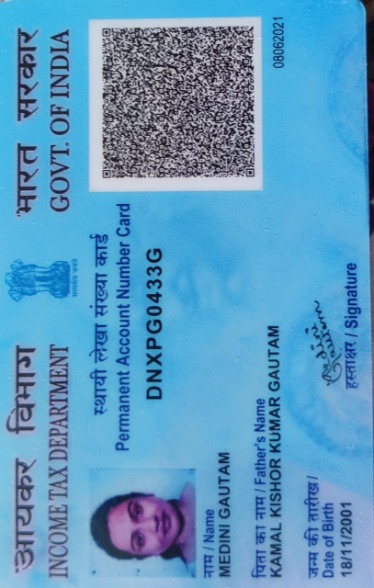 आयकर विभाग
INCOME TAX DEPARTMENT
भारत सरकार
GOVT. OF INDIA
सत्यमेव जयते
स्थायी लेखा संख्या कार्ड
Permanent Account Number Card
DNXPG0433G
नाम / Name
MEDINI GAUTAM
पिता का नाम / Father's Name
KAMAL KISHOR KUMAR GAUTAM
08062021
जन्म की तारीख/
Date of Birth
18/11/2001
Medini
Gautam
हस्ताक्षर / Signature